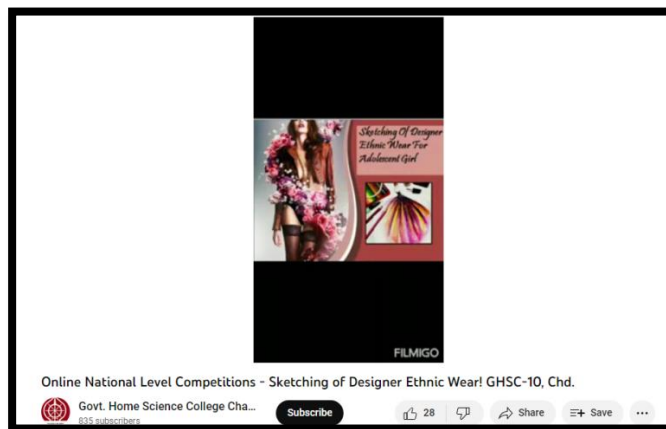 Sketching Of Designer
Ethnic Wear For
Adolescent Girl
FILMIGO
Online National Level Competitions - Sketching of Designer Ethnic Wear! GHSC-10, Chd.
Govt. Home Science College Cha...
835 subscribers
Subscribe
28
Share
Save